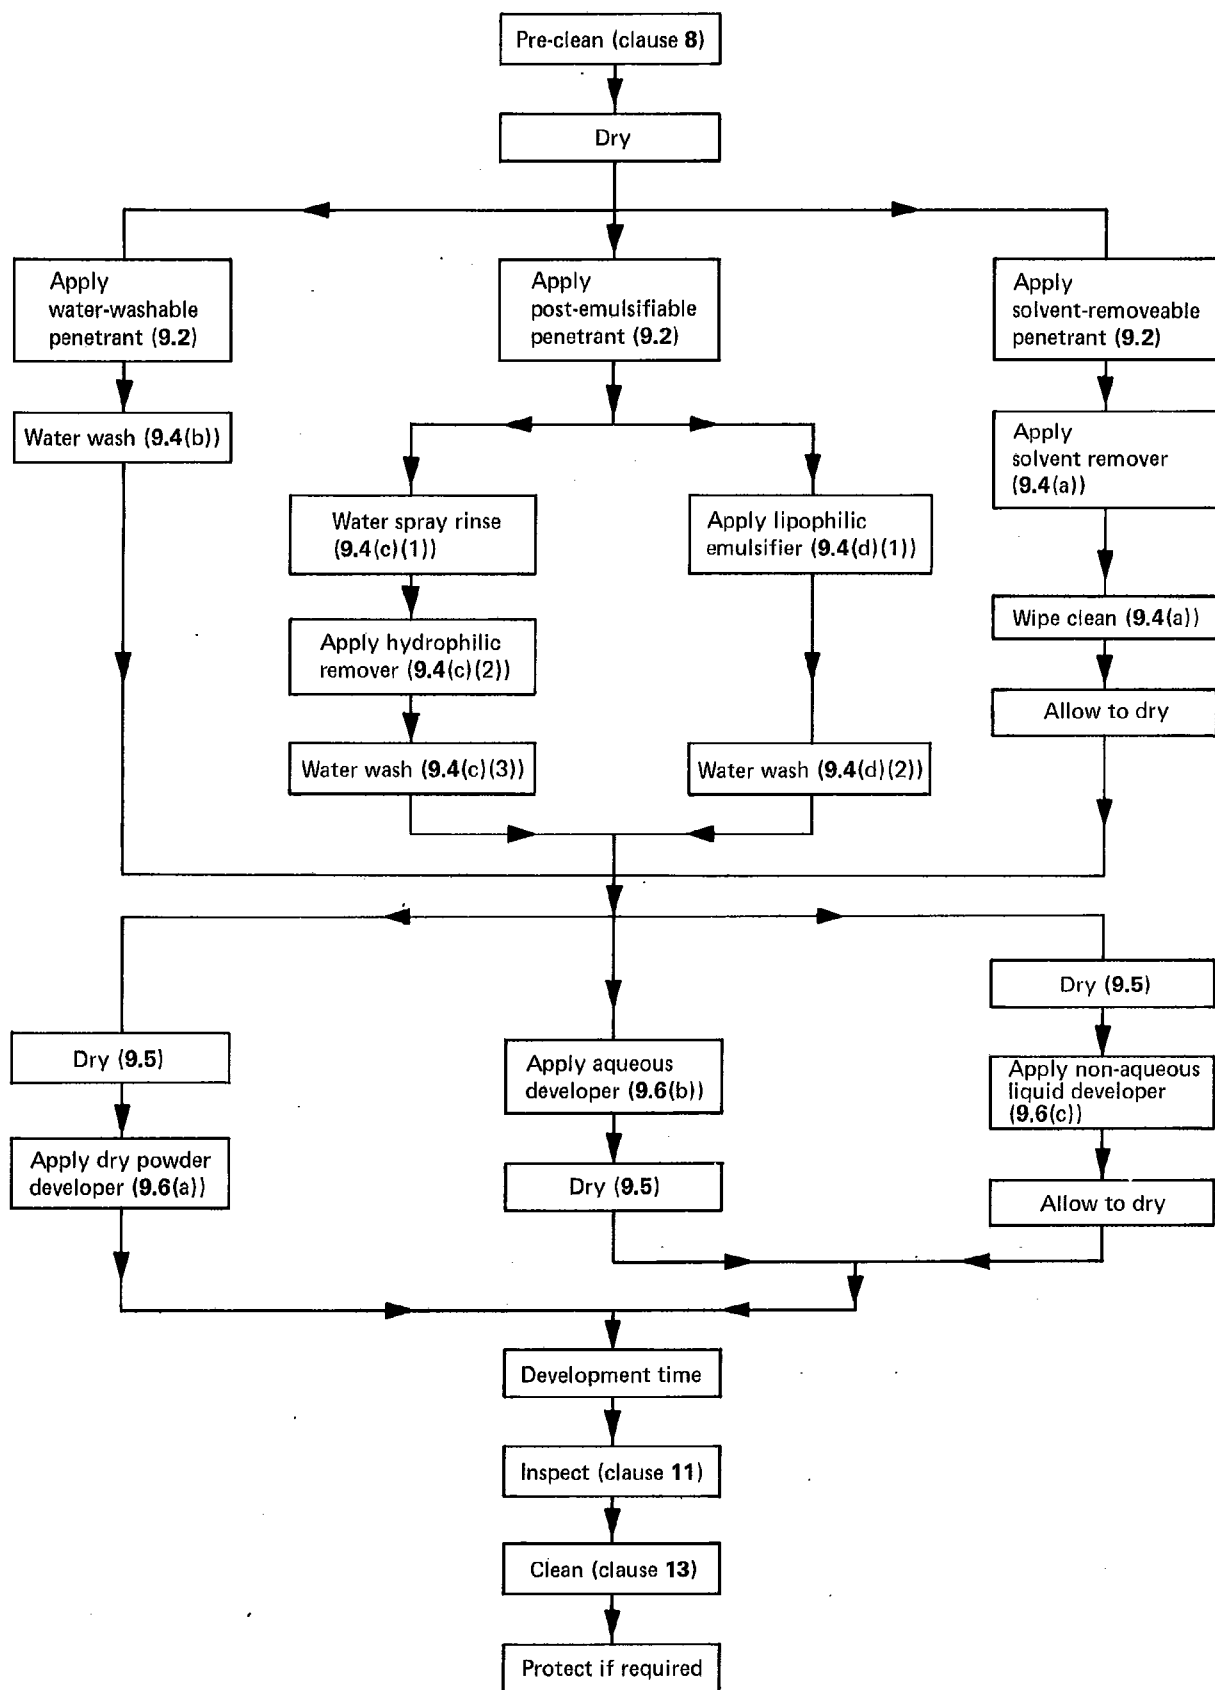 Pre-clean (clause 8)
Dry
Apply
water-washable
penetrant (9.2)
Apply
post-emulsifiable
penetrant (9.2)
Apply
solvent-removeable
penetrant (9.2)
Water wash (9.4(b))
Apply
solvent remover
(9.4(a))
Water spray rinse
(9.4(c)(1))
Apply lipophilic
emulsifier (9.4(d)(1))
Wipe clean (9.4(a))
Apply hydrophilic
remover (9.4(c)(2))
Allow to dry
Water wash (9.4(c)(3))
Water wash (9.4(d)(2))
Dry (9.5)
Dry (9.5)
Apply aqueous
developer (9.6(b))
Apply non-aqueous
liquid developer
(9.6(c))
Apply dry powder
developer (9.6(a))
Dry (9.5)
Allow to dry
Development time
Inspect (clause 11)
Clean (clause 13)
Protect if required